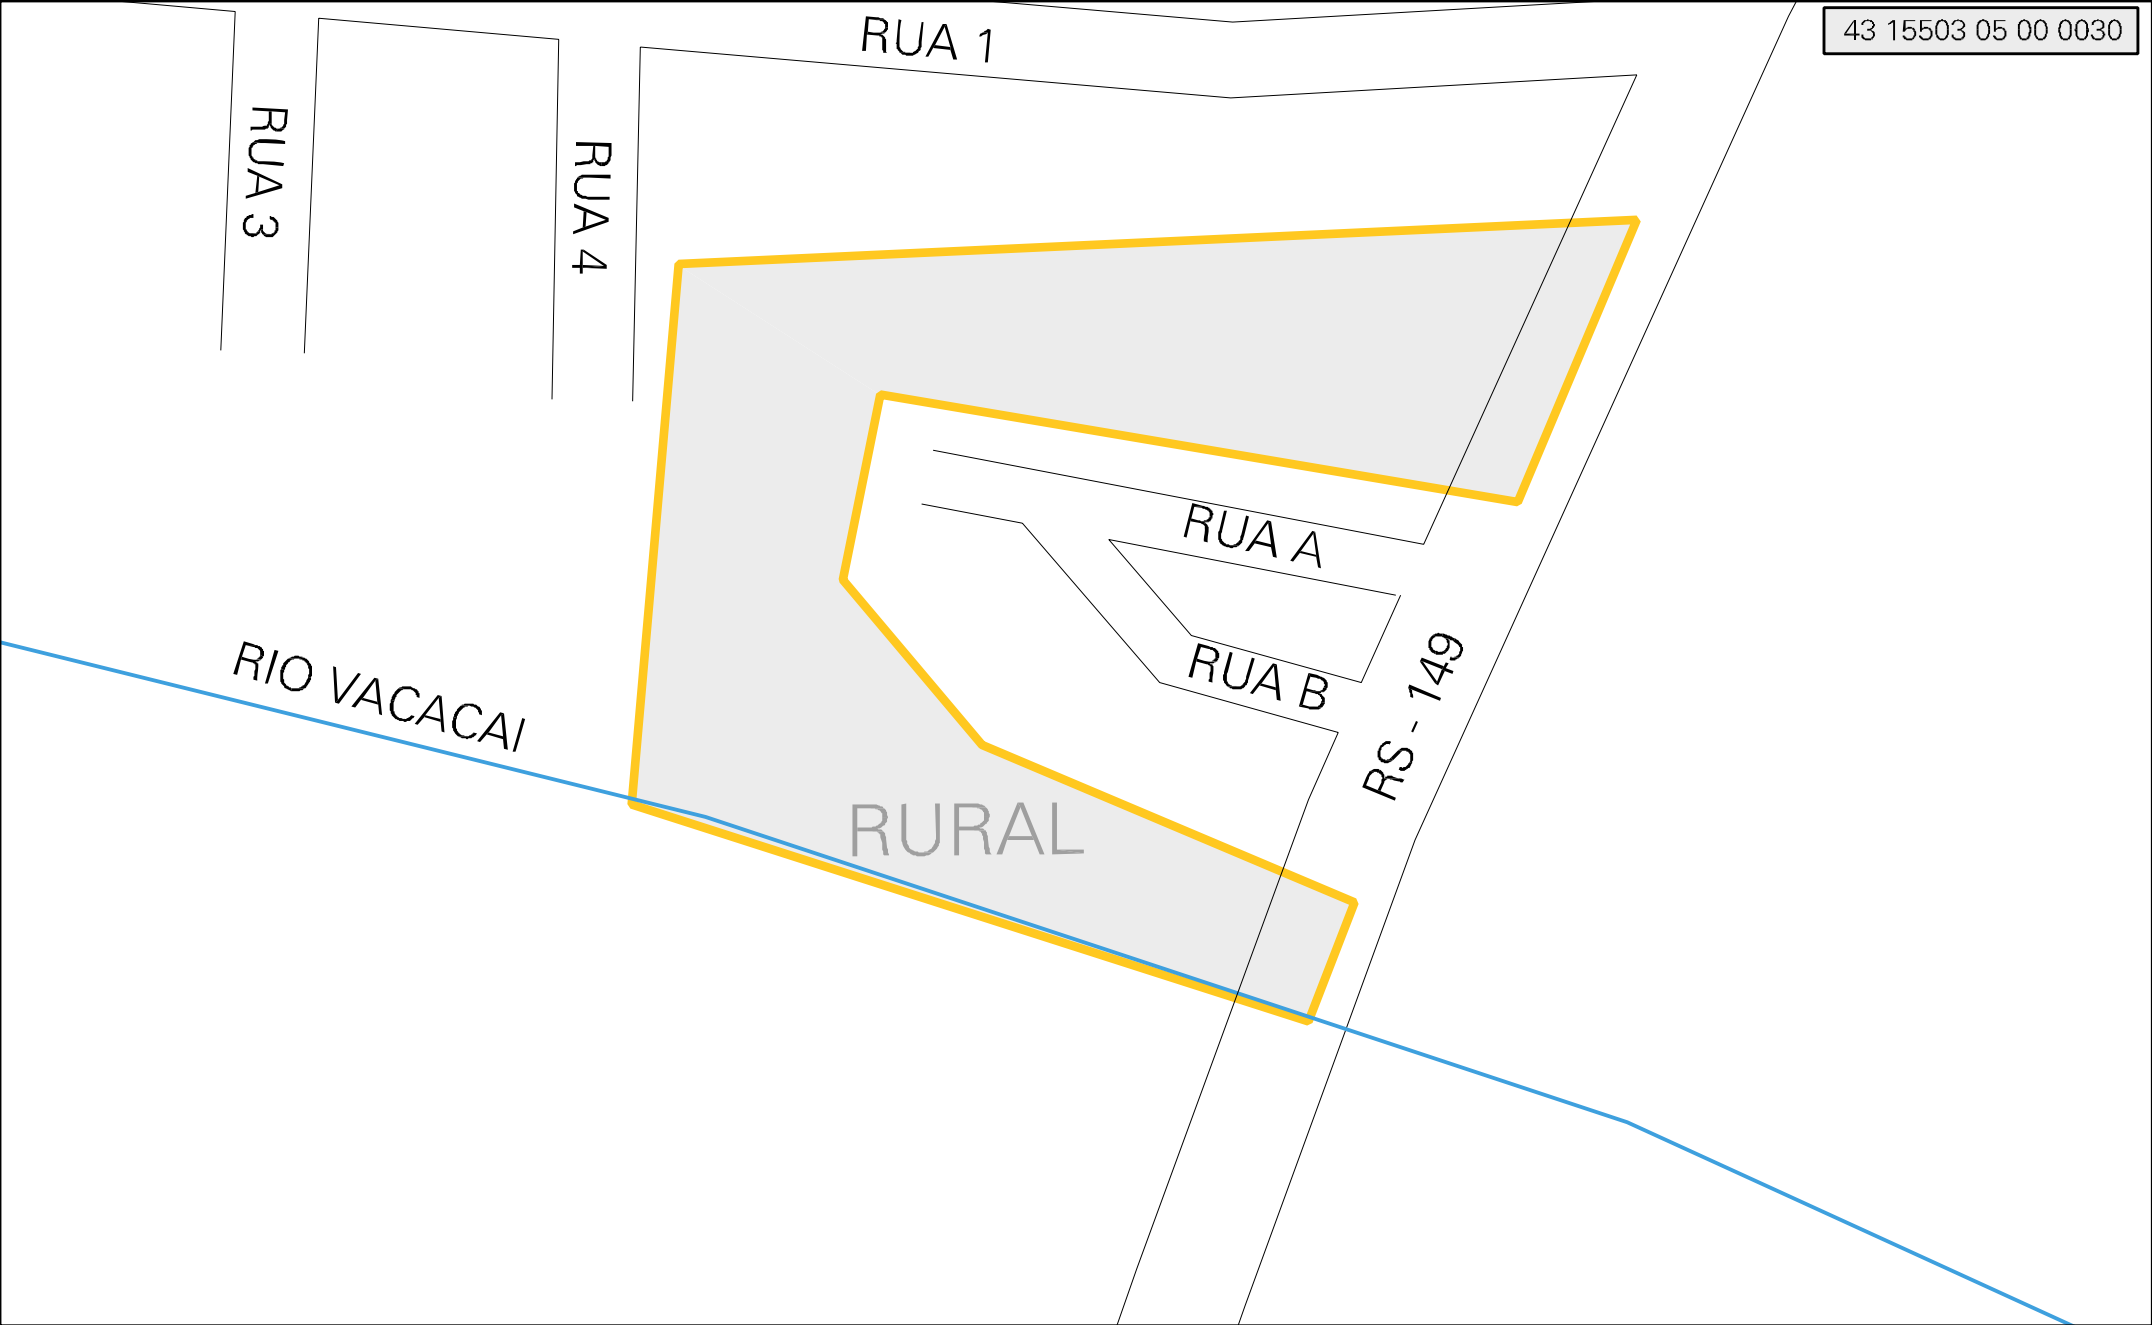 43 15503 05 00 0030
RUA 1
RUA 3
RUA 4
RUA A
RUA B
RS - 149
RIO VACACAI
RURAL